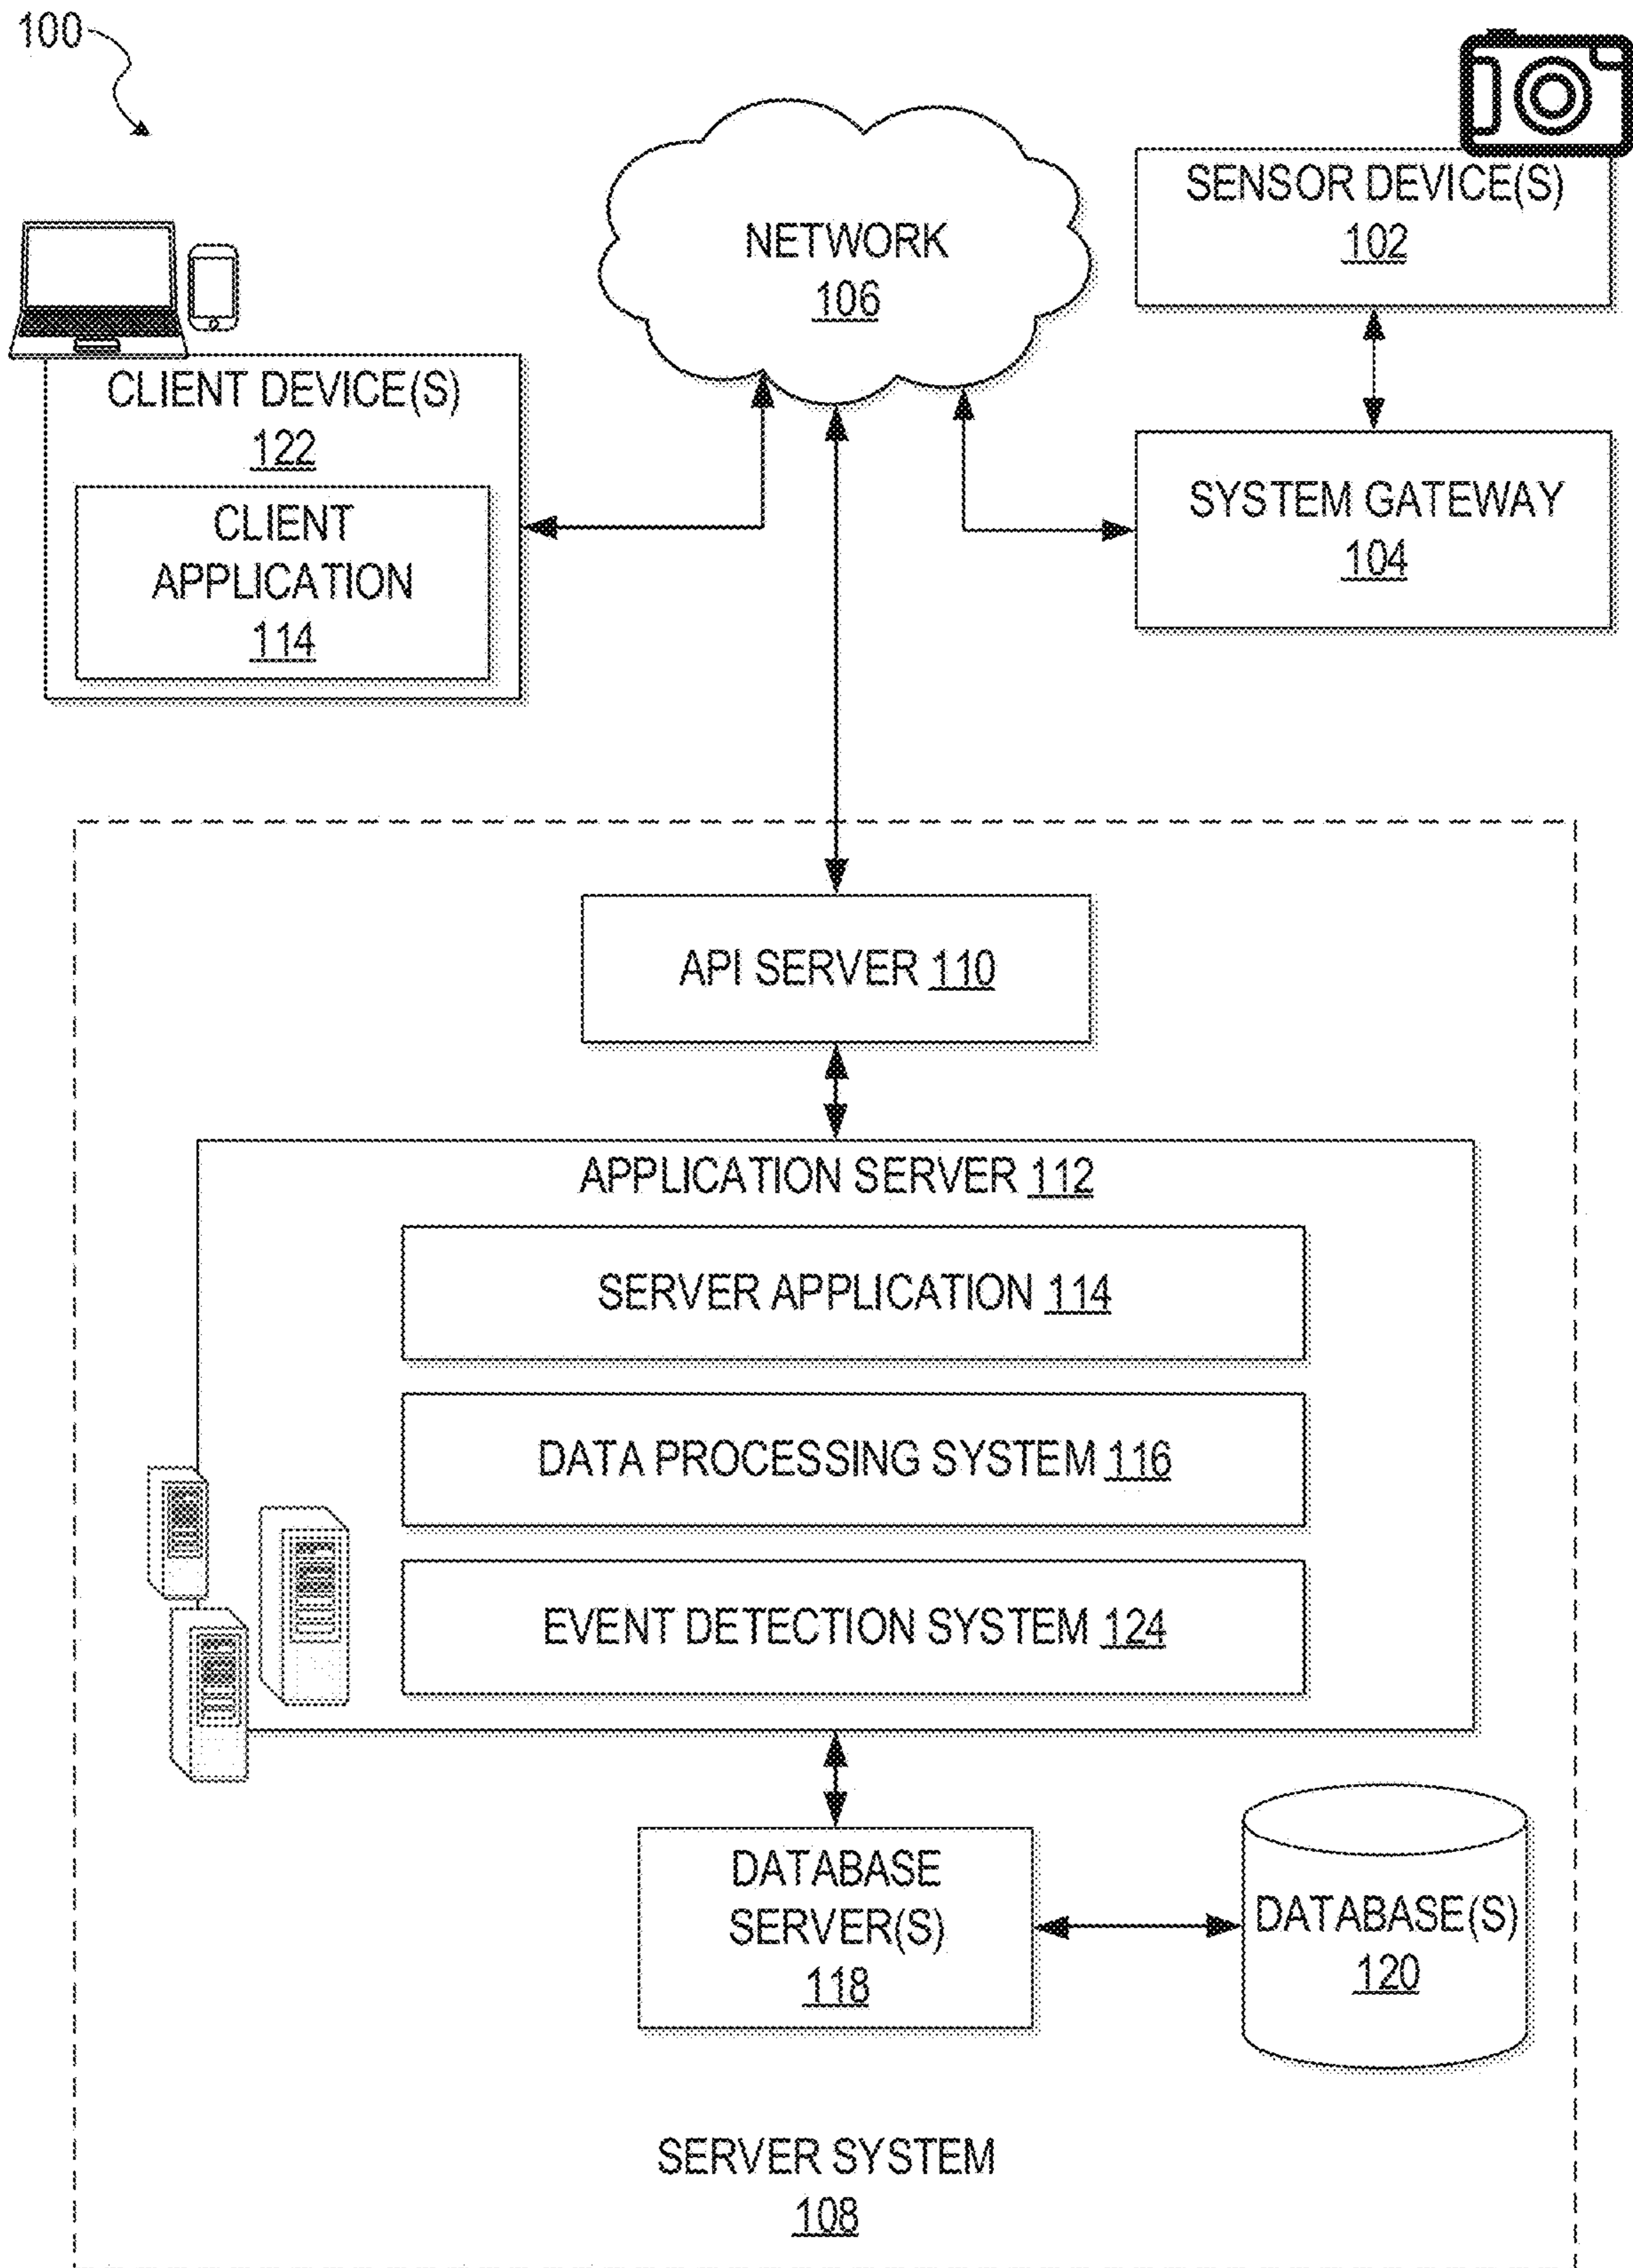 100
NETWORK
106
SENSOR DEVICE(S)
102
CLIENT DEVICE(S)
122
CLIENT
APPLICATION
114
SYSTEM GATEWAY
104
API SERVER 110
APPLICATION SERVER 112
SERVER APPLICATION 114
DATA PROCESSING SYSTEM 116
EVENT DETECTION SYSTEM 124
DATABASE
SERVER(S)
118
DATABASE(S)
120
SERVER SYSTEM
108